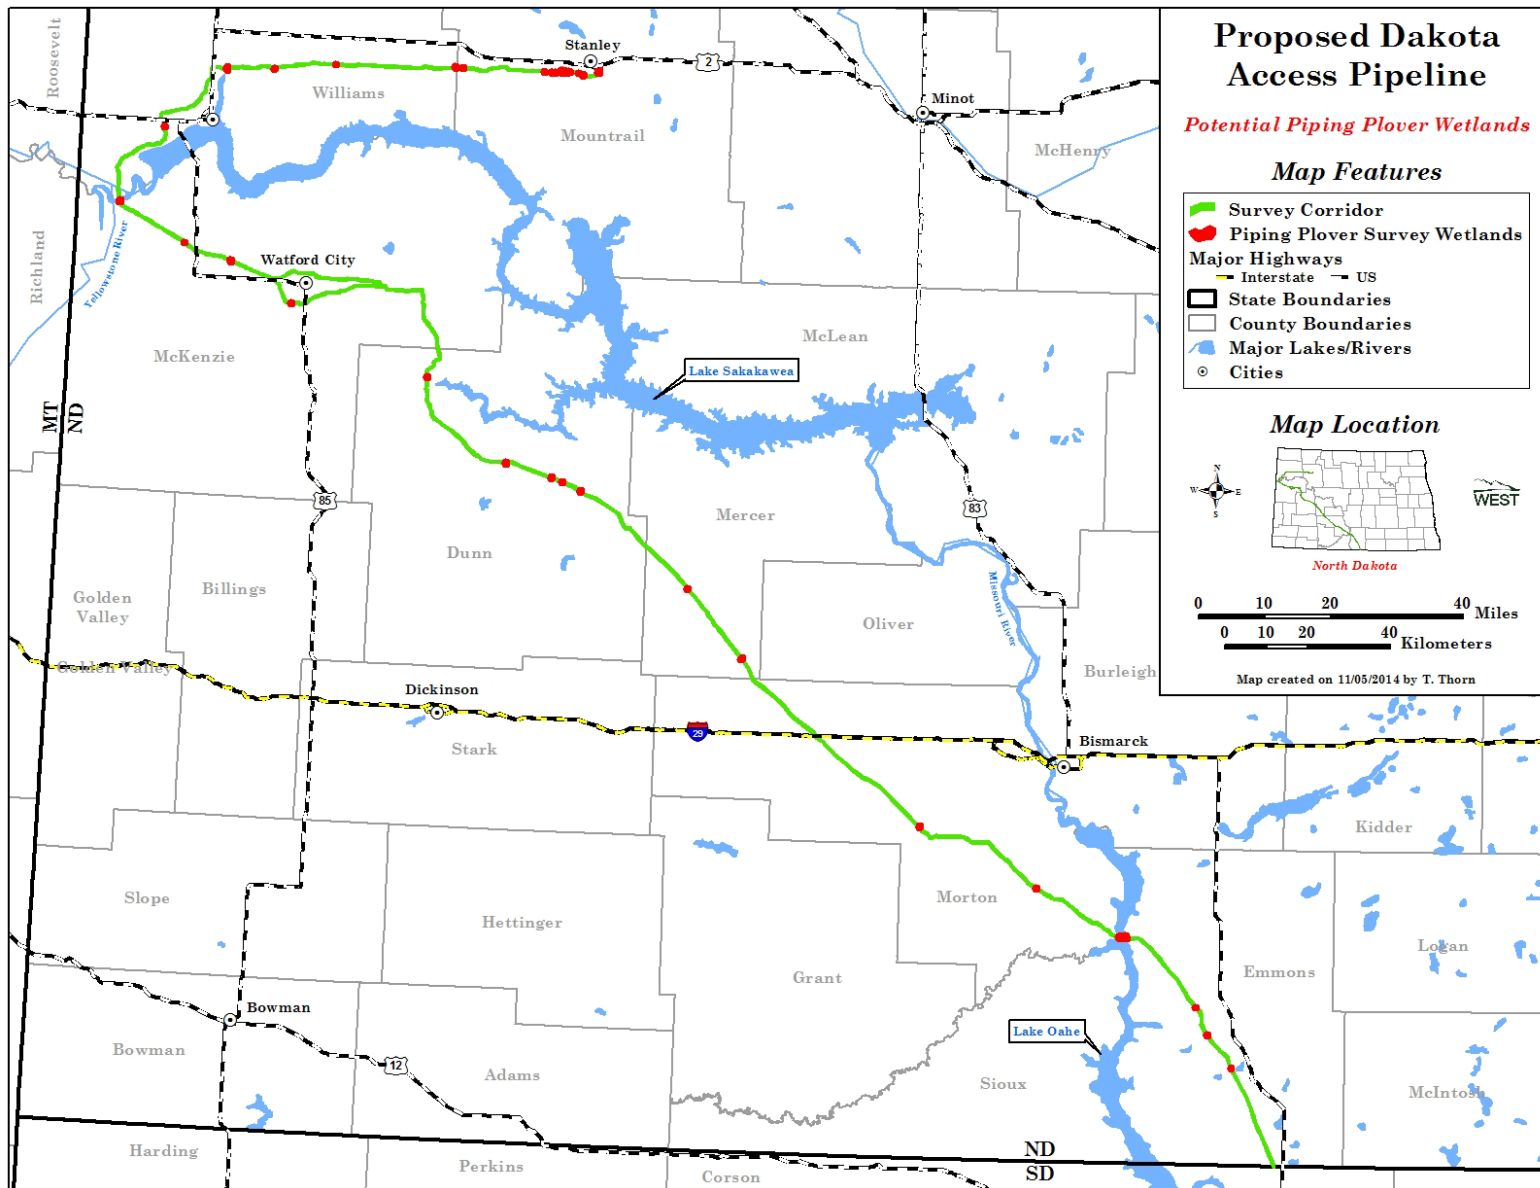 Proposed Dakota
Access Pipeline
Potential Piping Plover Wetlands
Map Features
Survey Corridor
Piping Plover Survey Wetlands
Major Highways
Interstate US
State Boundaries
County Boundaries
Major Lakes/Rivers
Cities
Map Location
N
W E
S
WEST
North Dakota
0 10 20 40 Miles
0 10 20 40 Kilometers
Map created on 11/05/2014 by T. Thorn
Roosevelt
Stanley
2
Williams
Minot
Mountrail
McHenry
Richland
Yellowstone River
Watford City
McKenzie
McLean
Lake Sakakawea
MT
ND
85
83
Mercer
Dunn
Golden
Valley
Billings
Missouri River
Oliver
Golden Valley
Burleigh
Dickinson
29
Stark
Bismarck
Kidder
Slope
Morton
Hettinger
Logan
Grant
Emmons
Bowman
Lake Oahe
Bowman
12
Adams
Sioux
McIntosh
Harding
ND
SD
Perkins
Corson